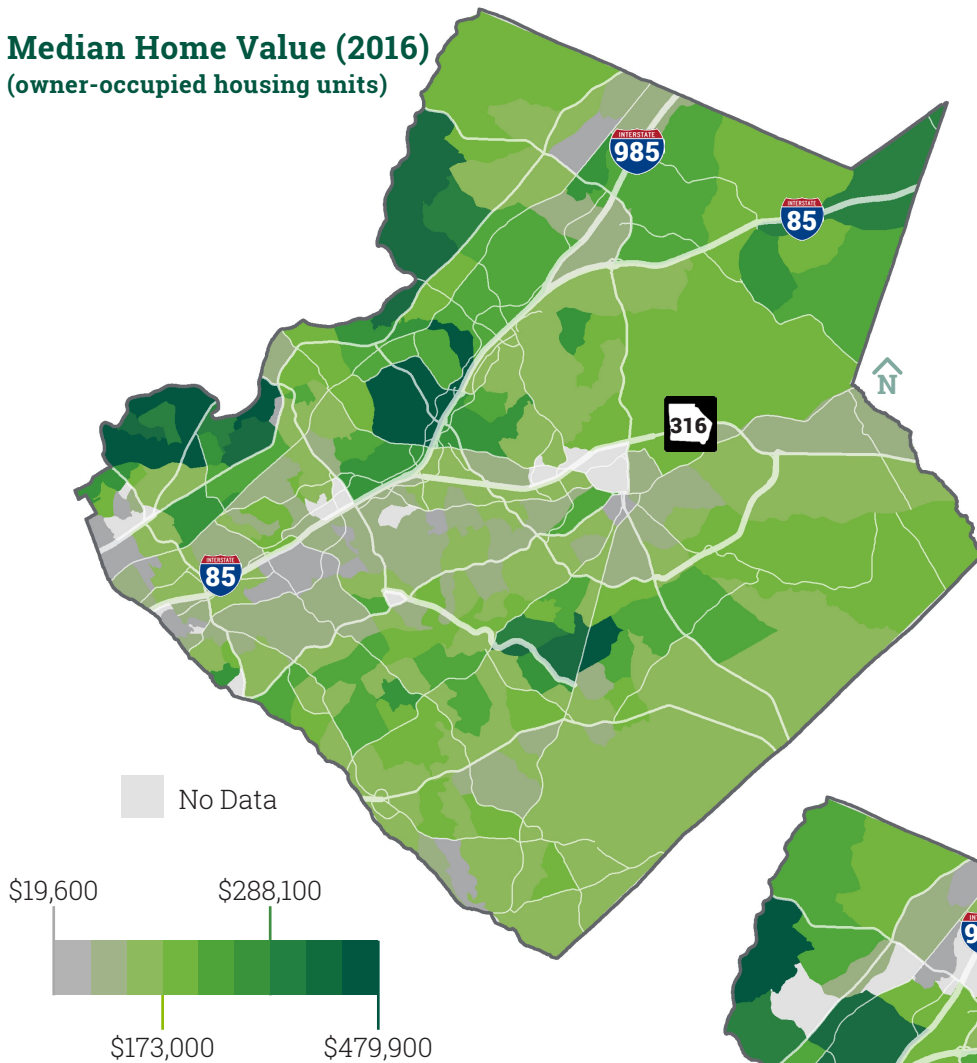 Median Home Value (2016)
(owner-occupied housing units)
INTERSTATE
985
INTERSTATE
85
N
316
INTERSTATE
85
No Data
$19,600
$288,100
$173,000
$479,900